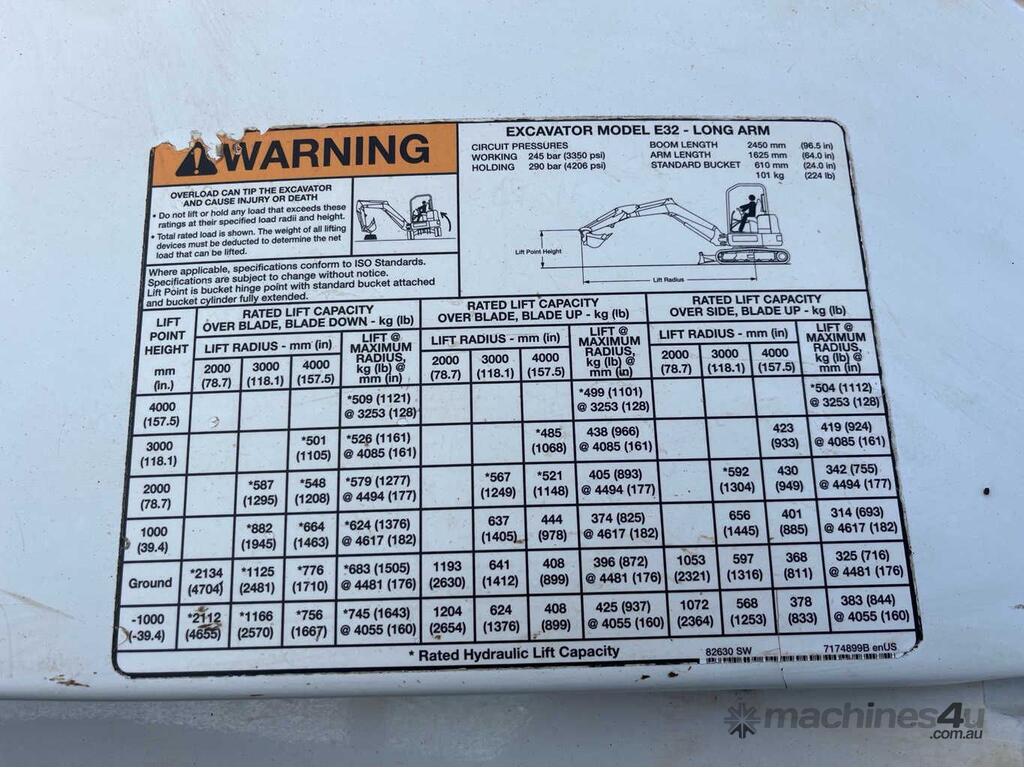 WARNING
OVERLOAD CAN TIP THE EXCAVATOR
AND CAUSE INJURY OR DEATH
• Do not lift or hold any load that exceeds these
ratings at their specified load radii and height.
• Total rated load is shown. The weight of all lifting
devices must be deducted to determine the net
load that can be lifted.
Where applicable, specifications conform to ISO Standards.
Specifications are subject to change without notice.
Lift Point is bucket hinge point with standard bucket attached
and bucket cylinder fully extended.
EXCAVATOR MODEL E32 - LONG ARM
CIRCUIT PRESSURES
WORKING 245 bar (3350 psi)
HOLDING 290 bar (4206 psi)
BOOM LENGTH 2450 mm (96.5 in)
ARM LENGTH 1625 mm (64.0 in)
STANDARD BUCKET 610 mm (24.0 in)
101 kg (224 lb)
Lift Point Height
Lift Radius
LIFT POINT HEIGHT mm (in.)
RATED LIFT CAPACITY
OVER BLADE, BLADE DOWN - kg (lb)
RATED LIFT CAPACITY
OVER BLADE, BLADE UP - kg (lb)
RATED LIFT CAPACITY
OVER SIDE, BLADE UP - kg (lb)
LIFT RADIUS - mm (in)
LIFT @ MAXIMUM RADIUS, kg (lb) @ mm (in)
LIFT RADIUS - mm (in)
LIFT @ MAXIMUM RADIUS, kg (lb) @ mm (in)
LIFT RADIUS - mm (in)
LIFT @ MAXIMUM RADIUS, kg (lb) @ mm (in)
2000 3000 4000 2000 3000 4000 2000 3000 4000
(78.7) (118.1) (157.5) (78.7) (118.1) (157.5) (78.7) (118.1) (157.5)
4000 *509 (1121) *499 (1101) *504 (1112)
(157.5) @ 3253 (128) @ 3253 (128) @ 3253 (128)
3000 *501 *526 (1161) *485 438 (966) 423 419 (924)
(118.1) (1105) @ 4085 (161) (1068) @ 4085 (161) (933) @ 4085 (161)
2000 *587 *548 *579 (1277) *567 *521 405 (893) *592 430 342 (755)
(78.7) (1295) (1208) @ 4494 (177) (1249) (1148) @ 4494 (177) (1304) (949) @ 4494 (177)
1000 *882 *664 *624 (1376) 637 444 374 (825) 656 401 314 (693)
(39.4) (1945) (1463) @ 4617 (182) (1405) (978) @ 4617 (182) (1445) (885) @ 4617 (182)
Ground *2134 *1125 *776 *683 (1505) 1193 641 408 396 (872) 1053 597 368 325 (716)
(4704) (2481) (1710) @ 4481 (176) (2630) (1412) (899) @ 4481 (176) (2321) (1316) (811) @ 4481 (176)
-1000 *2112 *1166 *756 *745 (1643) 1204 624 408 425 (937) 1072 568 378 383 (844)
(-39.4) (4655) (2570) (1667) @ 4055 (160) (2654) (1376) (899) @ 4055 (160) (2364) (1253) (833) @ 4055 (160)
* Rated Hydraulic Lift Capacity
82630 SW 7174899B enUS
machines4u
.com.au